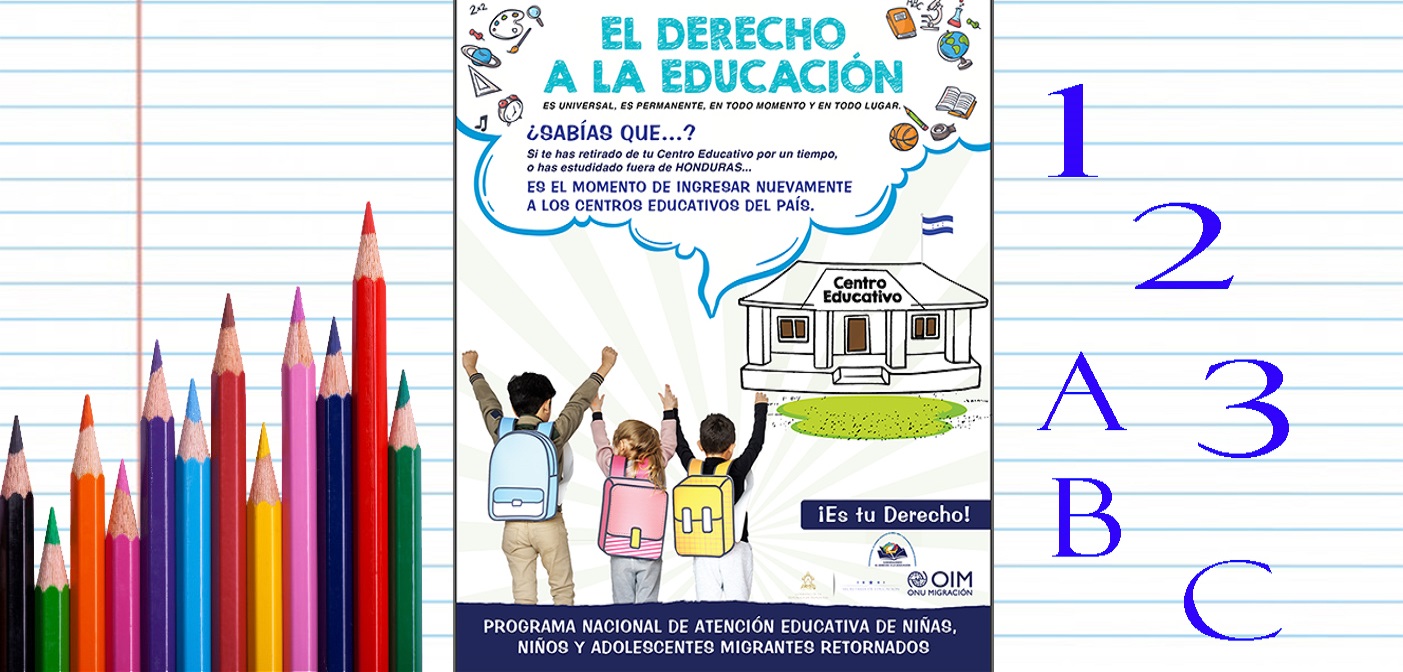 2x2
ABC
EL DERECHO
A LA EDUCACIÓN
ES UNIVERSAL, ES PERMANENTE, EN TODO MOMENTO Y EN TODO LUGAR.
¿SABÍAS QUE...?
Si te has retirado de tu Centro Educativo por un tiempo,
o has estudidado fuera de HONDURAS...
ES EL MOMENTO DE INGRESAR NUEVAMENTE
A LOS CENTROS EDUCATIVOS DEL PAÍS.
Centro
Educativo
¡Es tu Derecho!
OIM
ONU MIGRACIÓN
PROGRAMA NACIONAL DE ATENCIÓN EDUCATIVA DE NIÑAS,
NIÑOS Y ADOLESCENTES MIGRANTES RETORNADOS
1
2
3
A
B
C